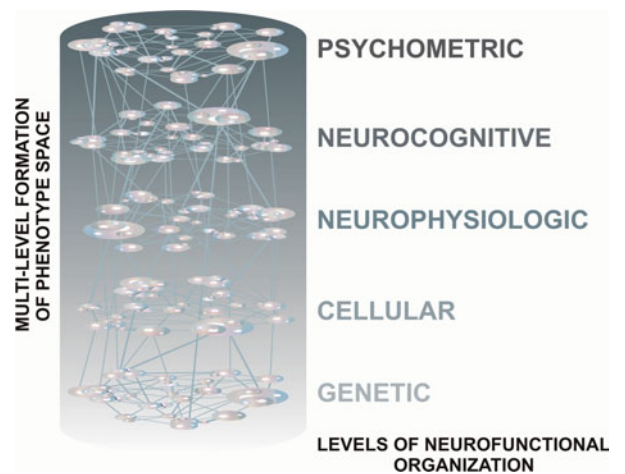 MULTI-LEVEL FORMATION
OF PHENOTYPE SPACE
PSYCHOMETRIC
NEUROCOGNITIVE
NEUROPHYSIOLOGIC
CELLULAR
GENETIC
LEVELS OF NEUROFUNCTIONAL
ORGANIZATION